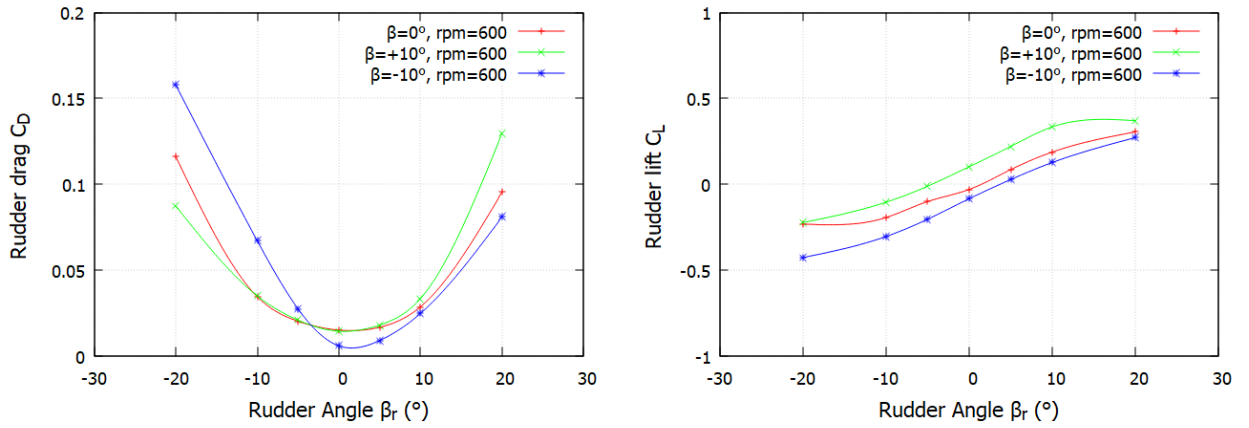 0.2
0.15
0.1
0.05
0
-30
-20
-10
0
10
20
30
Rudder drag C_D
Rudder Angle β_r (°)
β=0°, rpm=600
β=+10°, rpm=600
β=-10°, rpm=600
1
0.5
0
-0.5
-1
-30
-20
-10
0
10
20
30
Rudder lift C_L
Rudder Angle β_r (°)
β=0°, rpm=600
β=+10°, rpm=600
β=-10°, rpm=600